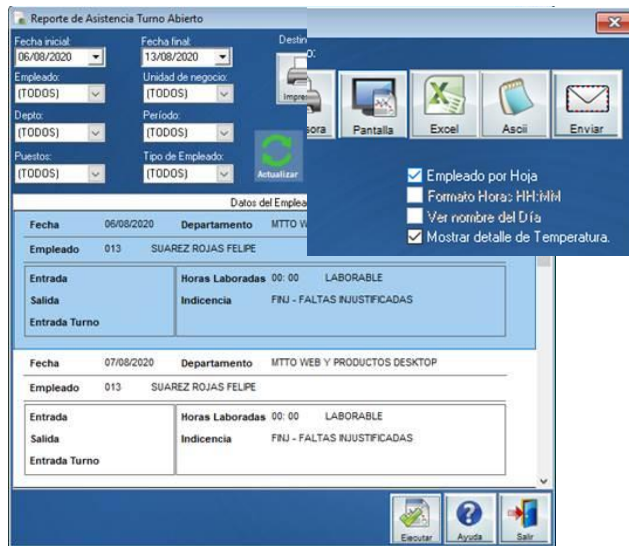 Reporte de Asistencia Turno Abierto
Fecha inicial: Fecha final: Destin
06/08/2020 13/08/2020
Empleado: Unidad de negocio:
(TODOS) (TODOS)
Depto: Período:
(TODOS) (TODOS)
Puestos: Tipo de Empleado:
(TODOS) (TODOS)
Impres
Actualizar
o:
sora Pantalla Excel Ascii Enviar
Empleado por Hoja
Formato Horas HH:MM
Ver nombre del Día
Mostrar detalle de Temperatura.
Datos del Emplea
Fecha 06/08/2020 Departamento MTTO W
Empleado 013 SUAREZ ROJAS FELIPE
Entrada Horas Laboradas 00: 00 LABORABLE
Salida Indicencia FINJ - FALTAS INJUSTIFICADAS
Entrada Turno
Fecha 07/08/2020 Departamento MTTO WEB Y PRODUCTOS DESKTOP
Empleado 013 SUAREZ ROJAS FELIPE
Entrada Horas Laboradas 00: 00 LABORABLE
Salida Indicencia FINJ - FALTAS INJUSTIFICADAS
Entrada Turno
Ejecutar Ayuda Salir